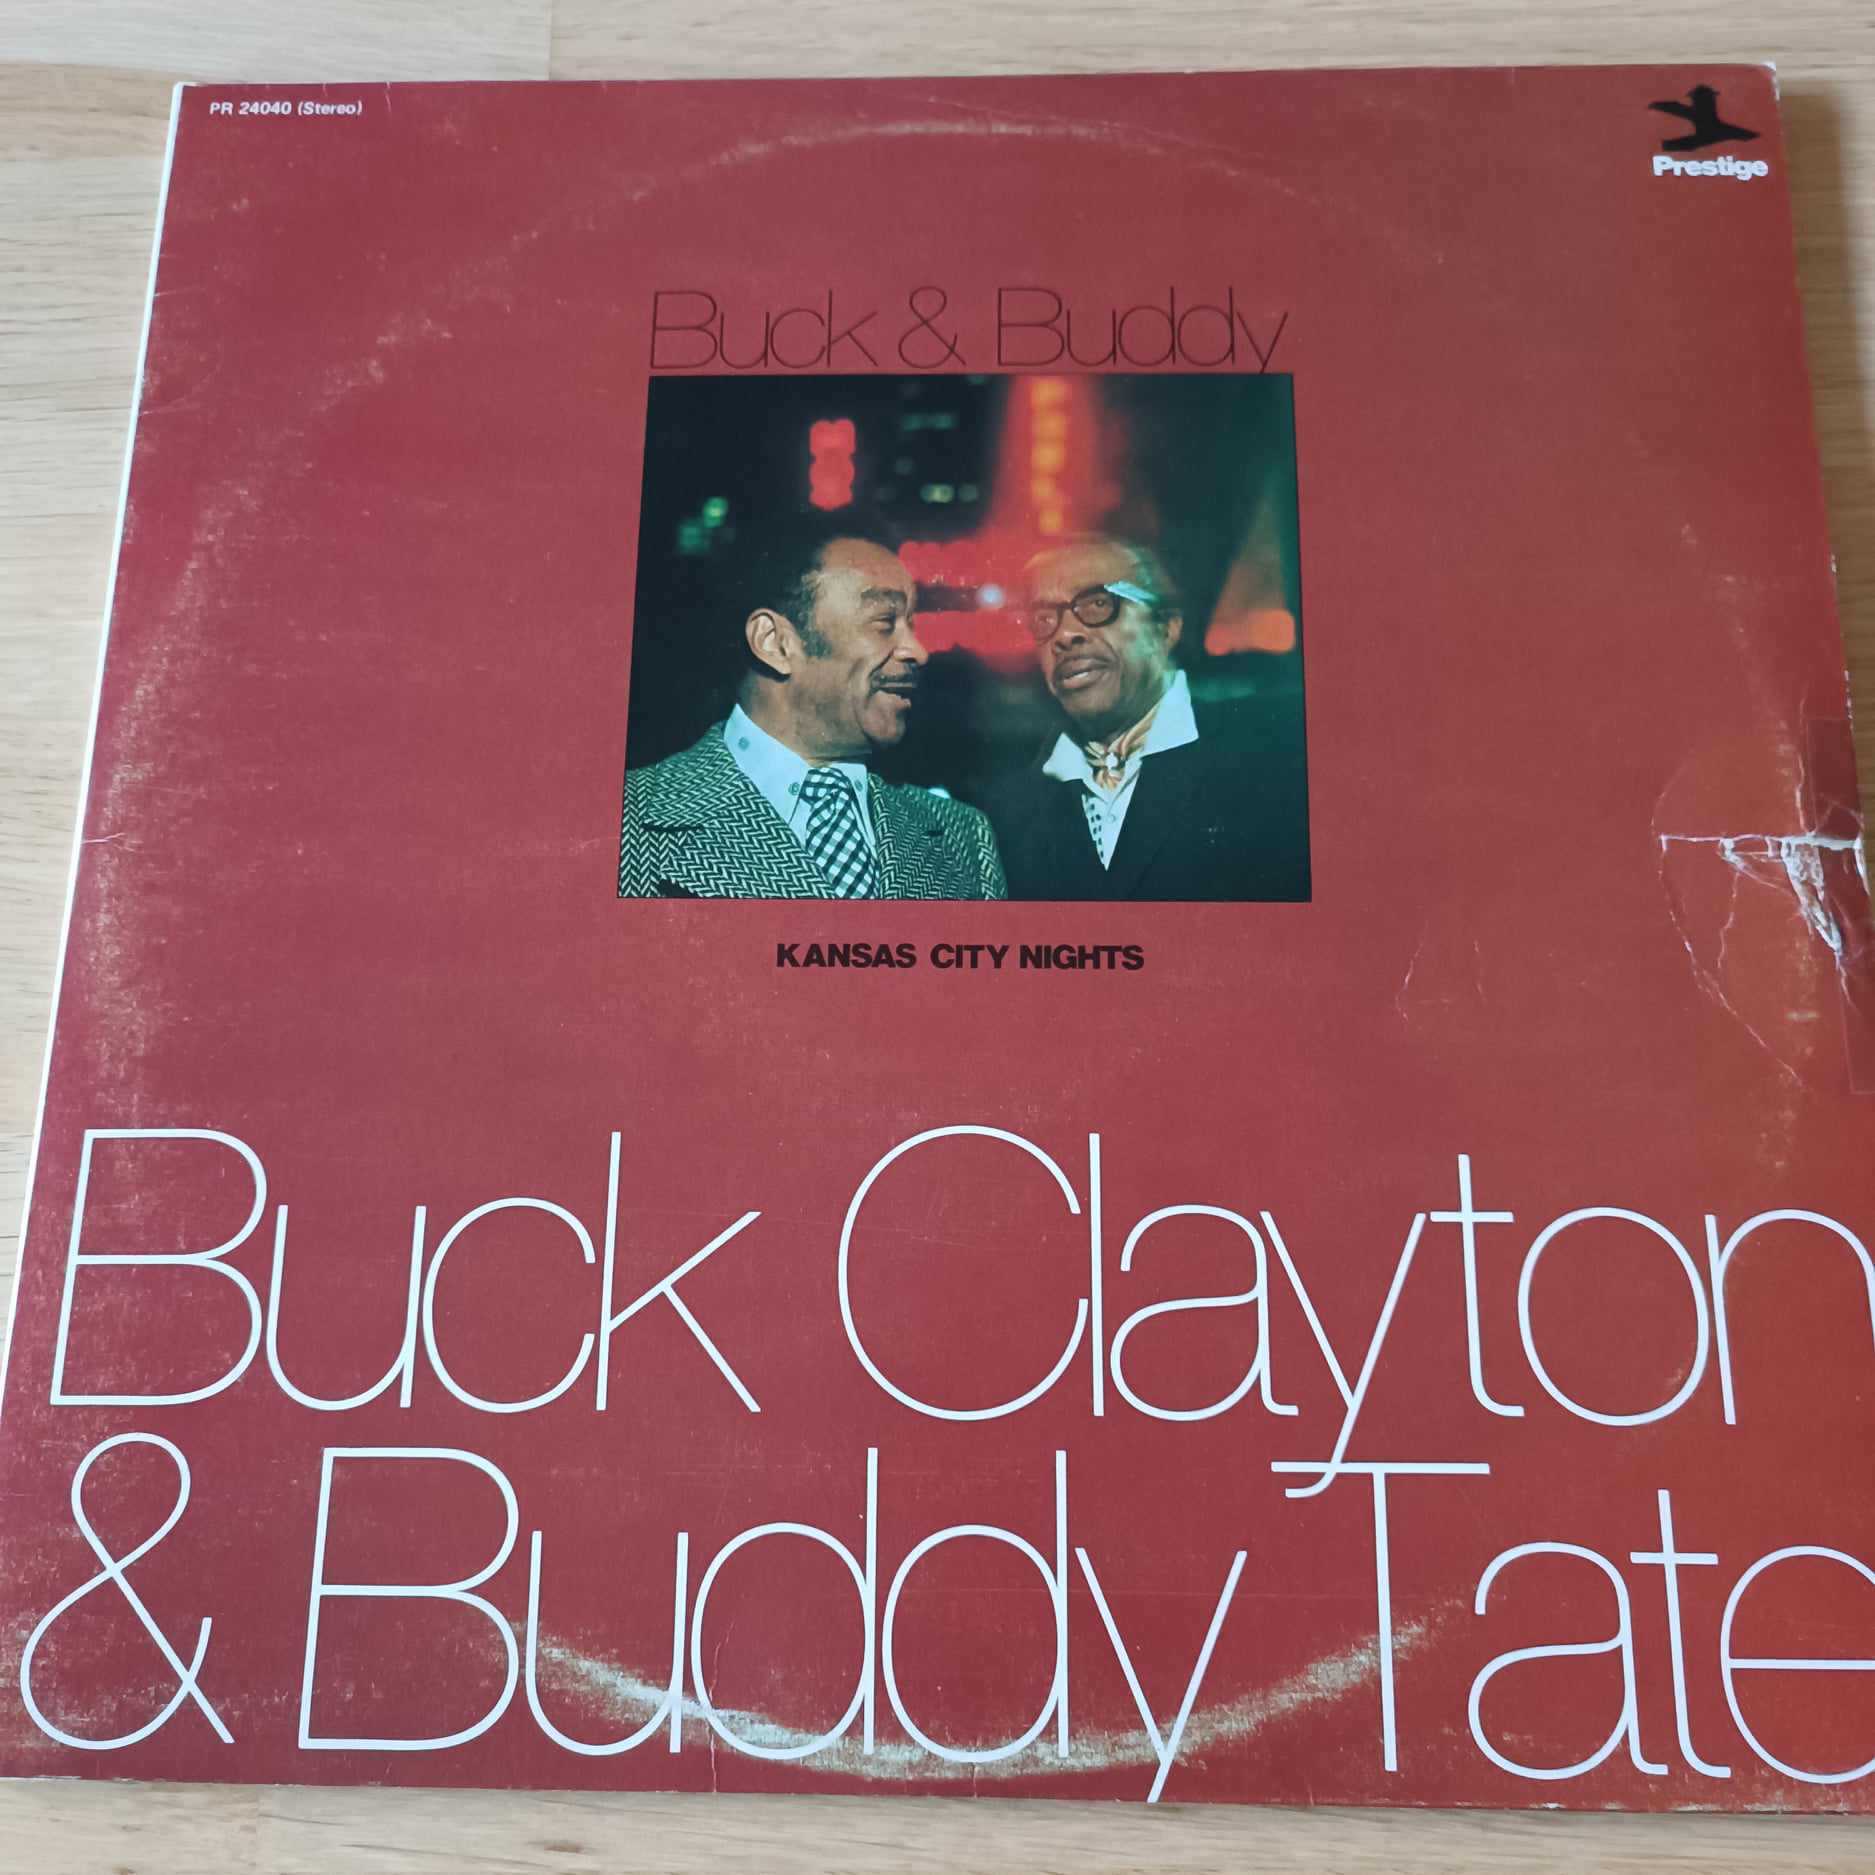 PR 24040 (Stereo)
Prestige
Buck & Buddy
KANSAS CITY NIGHTS
Buck Clayton
& Buddy Tate